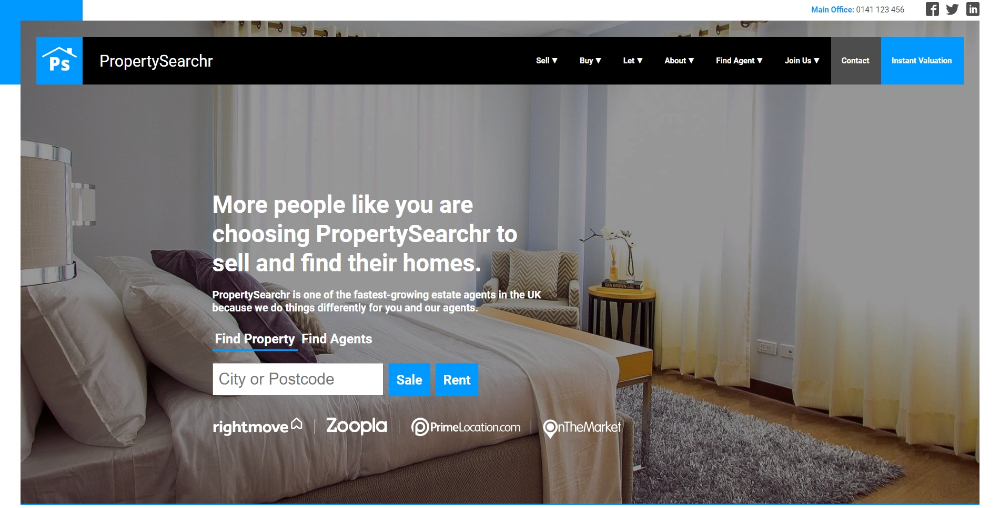 Main Office: 0141 123 456
Ps
PropertySearchr
Sell ▼
Buy ▼
Let ▼
About ▼
Find Agent ▼
Join Us ▼
Contact
Instant Valuation
More people like you are
choosing PropertySearchr to
sell and find their homes.
PropertySearchr is one of the fastest-growing estate agents in the UK
because we do things differently for you and our agents.
Find Property Find Agents
City or Postcode
Sale
Rent
rightmove
Zoopla
PrimeLocation.com
OnTheMarket